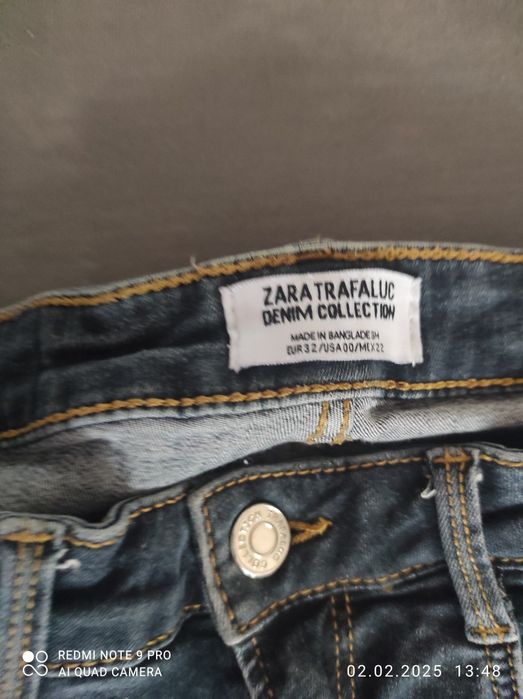 ZARA TRAFALUC
DENIM COLLECTION
MADE IN BANGLADESH
EUR 32/USA 00/MEX 22
REDMI NOTE 9 PRO
AI QUAD CAMERA
02.02.2025 13:48